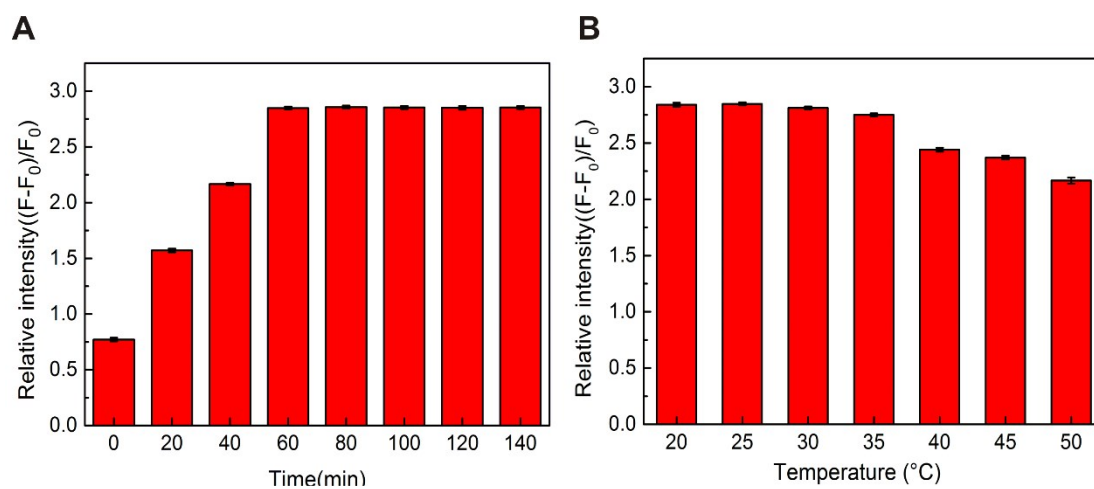 A
Relative intensity((F-F₀)/F₀)
3.0
2.5
2.0
1.5
1.0
0.5
0.0
0 20 40 60 80 100 120 140
Time(min)
B
Relative intensity((F-F₀)/F₀)
3.0
2.5
2.0
1.5
1.0
0.5
0.0
20 25 30 35 40 45 50
Temperature (°C)